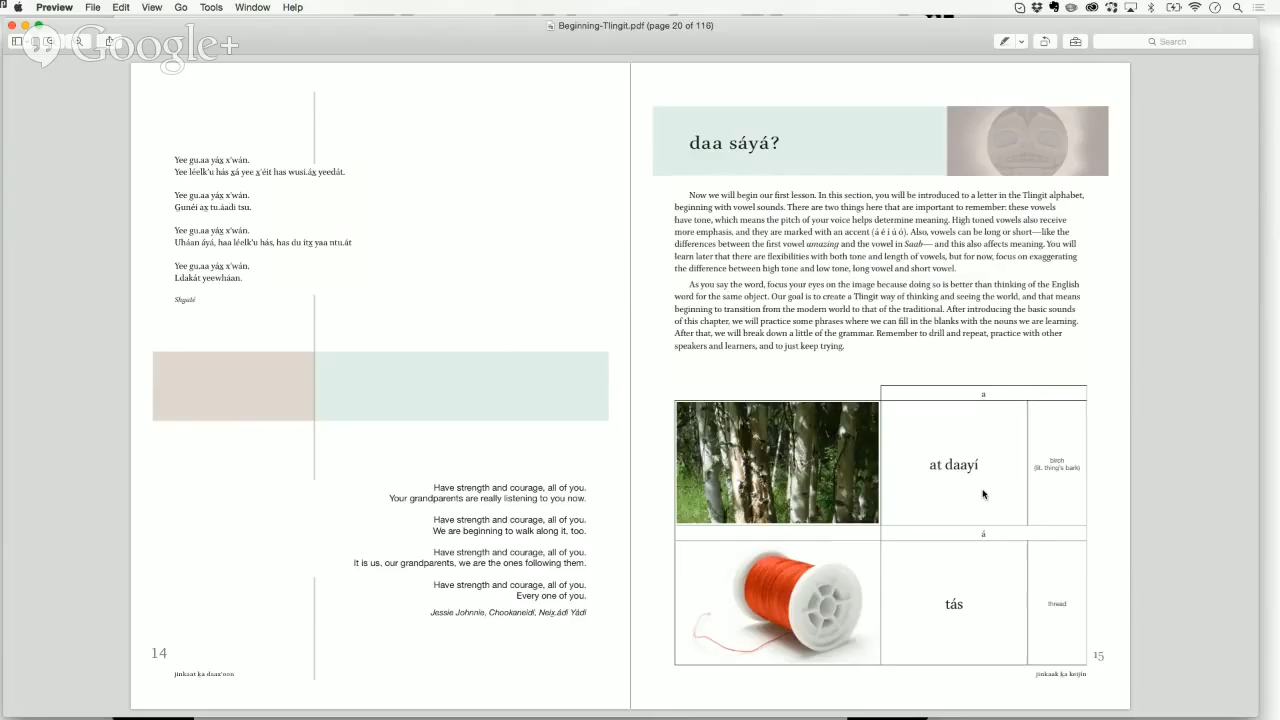 Preview File Edit View Go Tools Window Help
Beginning-Tlingit.pdf (page 20 of 116)
Google+
Search
Yee gu.aa yáx̱ x'wán.
Yee léelk'u hás x̱á yee x̱'éit has wusi.áx̱ yeedát.
Yee gu.aa yáx̱ x'wán.
G̱unéi ax̱ tu.áadi tsu.
Yee gu.aa yáx̱ x'wán.
Uháan áyá, haa léelk'u hás, has du ítx̱ yaa ntu.át
Yee gu.aa yáx̱ x'wán.
Ldakát yeewháan.
Have strength and courage, all of you.
Your grandparents are really listening to you now.
Have strength and courage, all of you.
We are beginning to walk along it, too.
Have strength and courage, all of you.
It is us, our grandparents, we are the ones following them.
Have strength and courage, all of you.
Every one of you.
Jessie Johnnie, Chookaneidí, Neix̱.ádi Yádi
14
jinkaat ḵa daax'oon
daa sáyá?
Now we will begin our first lesson. In this section, you will be introduced to a letter in the Tlingit alphabet,
beginning with vowel sounds. There are two things here that are important to remember: these vowels
have tone, which means the pitch of your voice helps determine meaning. High toned vowels also receive
more emphasis, and they are marked with an accent (á é í ú ó). Also, vowels can be long or short—like the
differences between the first vowel amazing and the vowel in Saab—and this also affects meaning. You will
learn later that there are flexibilities with both tone and length of vowels, but for now, focus on exaggerating
the difference between high tone and low tone, long vowel and short vowel.
As you say the word, focus your eyes on the image because doing so is better than thinking of the English
word for the same object. Our goal is to create a Tlingit way of thinking and seeing the world, and that means
beginning to transition from the modern world to that of the traditional. After introducing the basic sounds
of this chapter, we will practice some phrases where we can fill in the blanks with the nouns we are learning.
After that, we will break down a little of the grammar. Remember to drill and repeat, practice with other
speakers and learners, and to just keep trying.
a
at daayí
birch
(lit. thing's bark)
á
tás
thread
15
jinkaak ḵa keijín